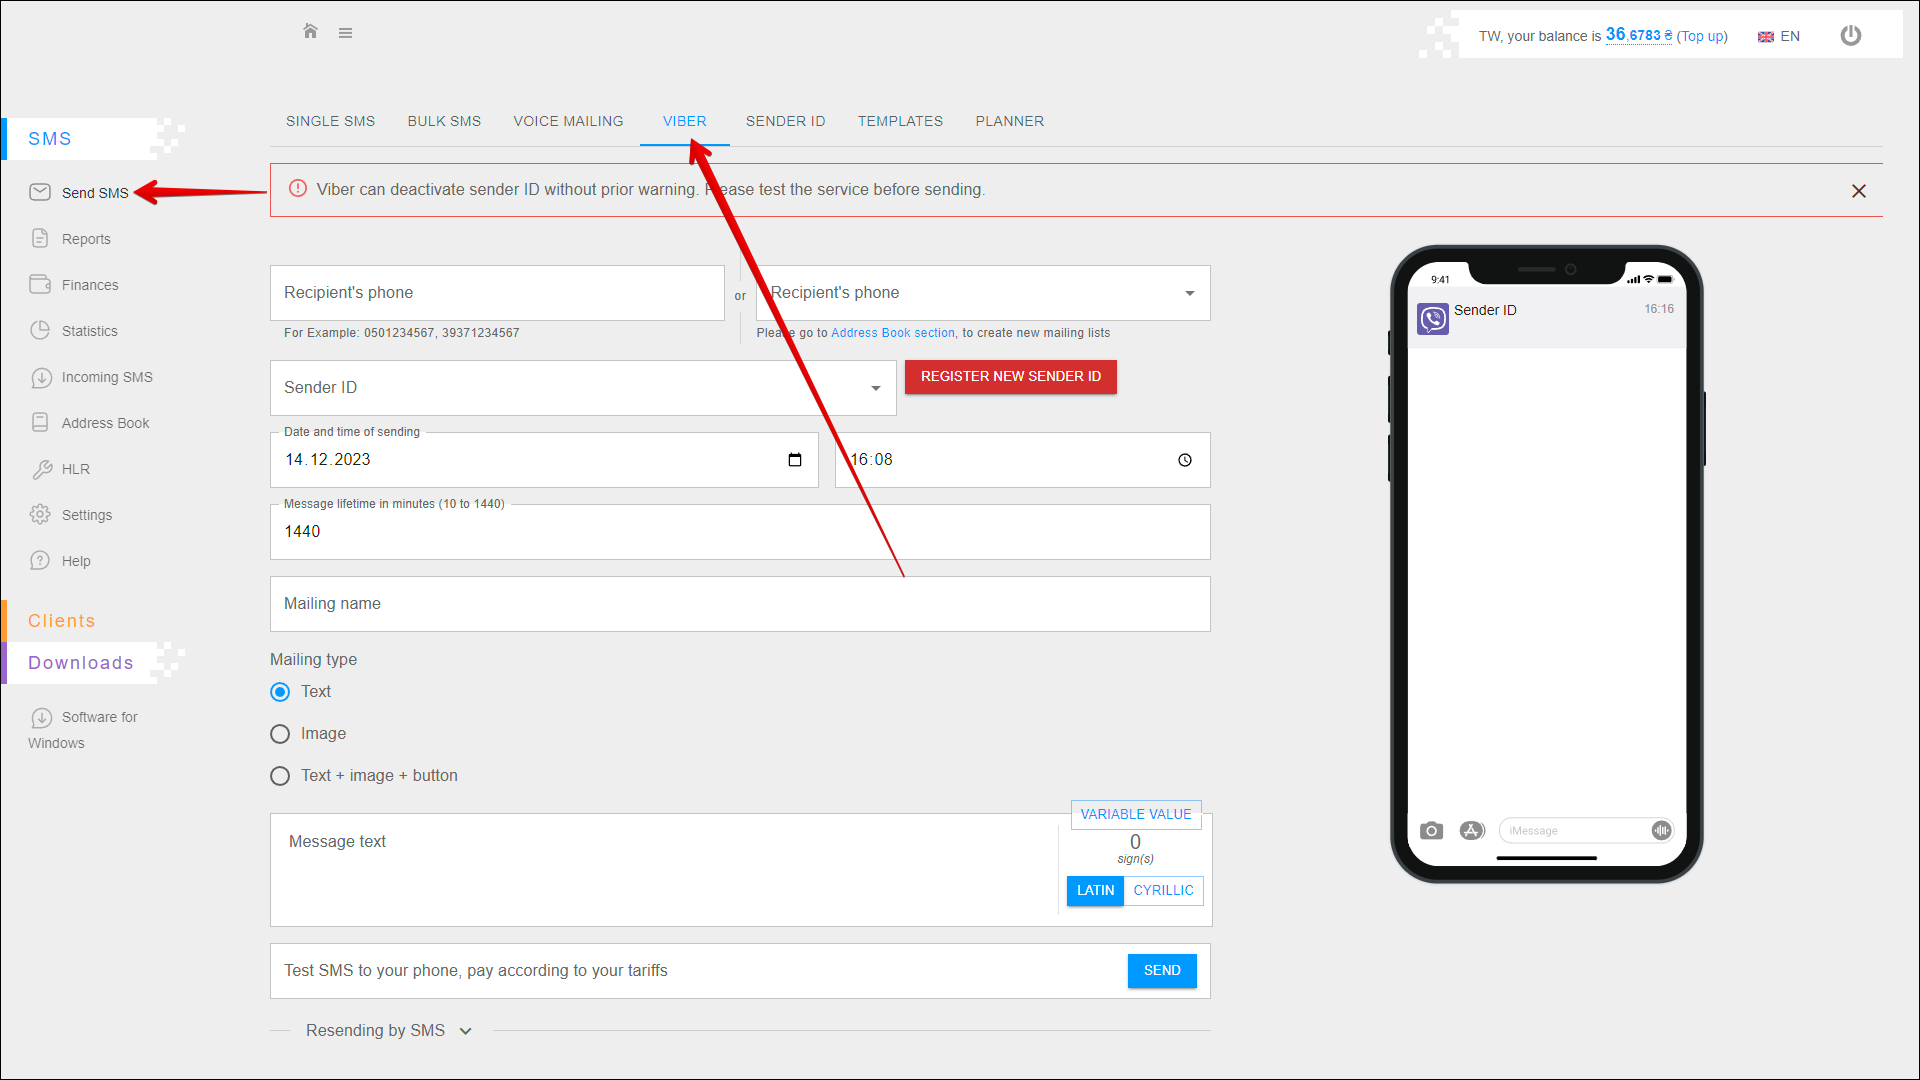 TW, your balance is 36,6783 ₴ (Top up)
EN
SMS
Send SMS
Reports
Finances
Statistics
Incoming SMS
Address Book
HLR
Settings
Help
Clients
Downloads
Software for
Windows
SINGLE SMS
BULK SMS
VOICE MAILING
VIBER
SENDER ID
TEMPLATES
PLANNER
Viber can deactivate sender ID without prior warning. Please test the service before sending.
Recipient's phone
or
Recipient's phone
For Example: 0501234567, 39371234567
Please go to Address Book section, to create new mailing lists
Sender ID
REGISTER NEW SENDER ID
Date and time of sending
14.12.2023
16:08
Message lifetime in minutes (10 to 1440)
1440
Mailing name
Mailing type
Text
Image
Text + image + button
Message text
VARIABLE VALUE
0
sign(s)
LATIN
CYRILLIC
Test SMS to your phone, pay according to your tariffs
SEND
Resending by SMS
9:41
Sender ID
16:16
iMessage